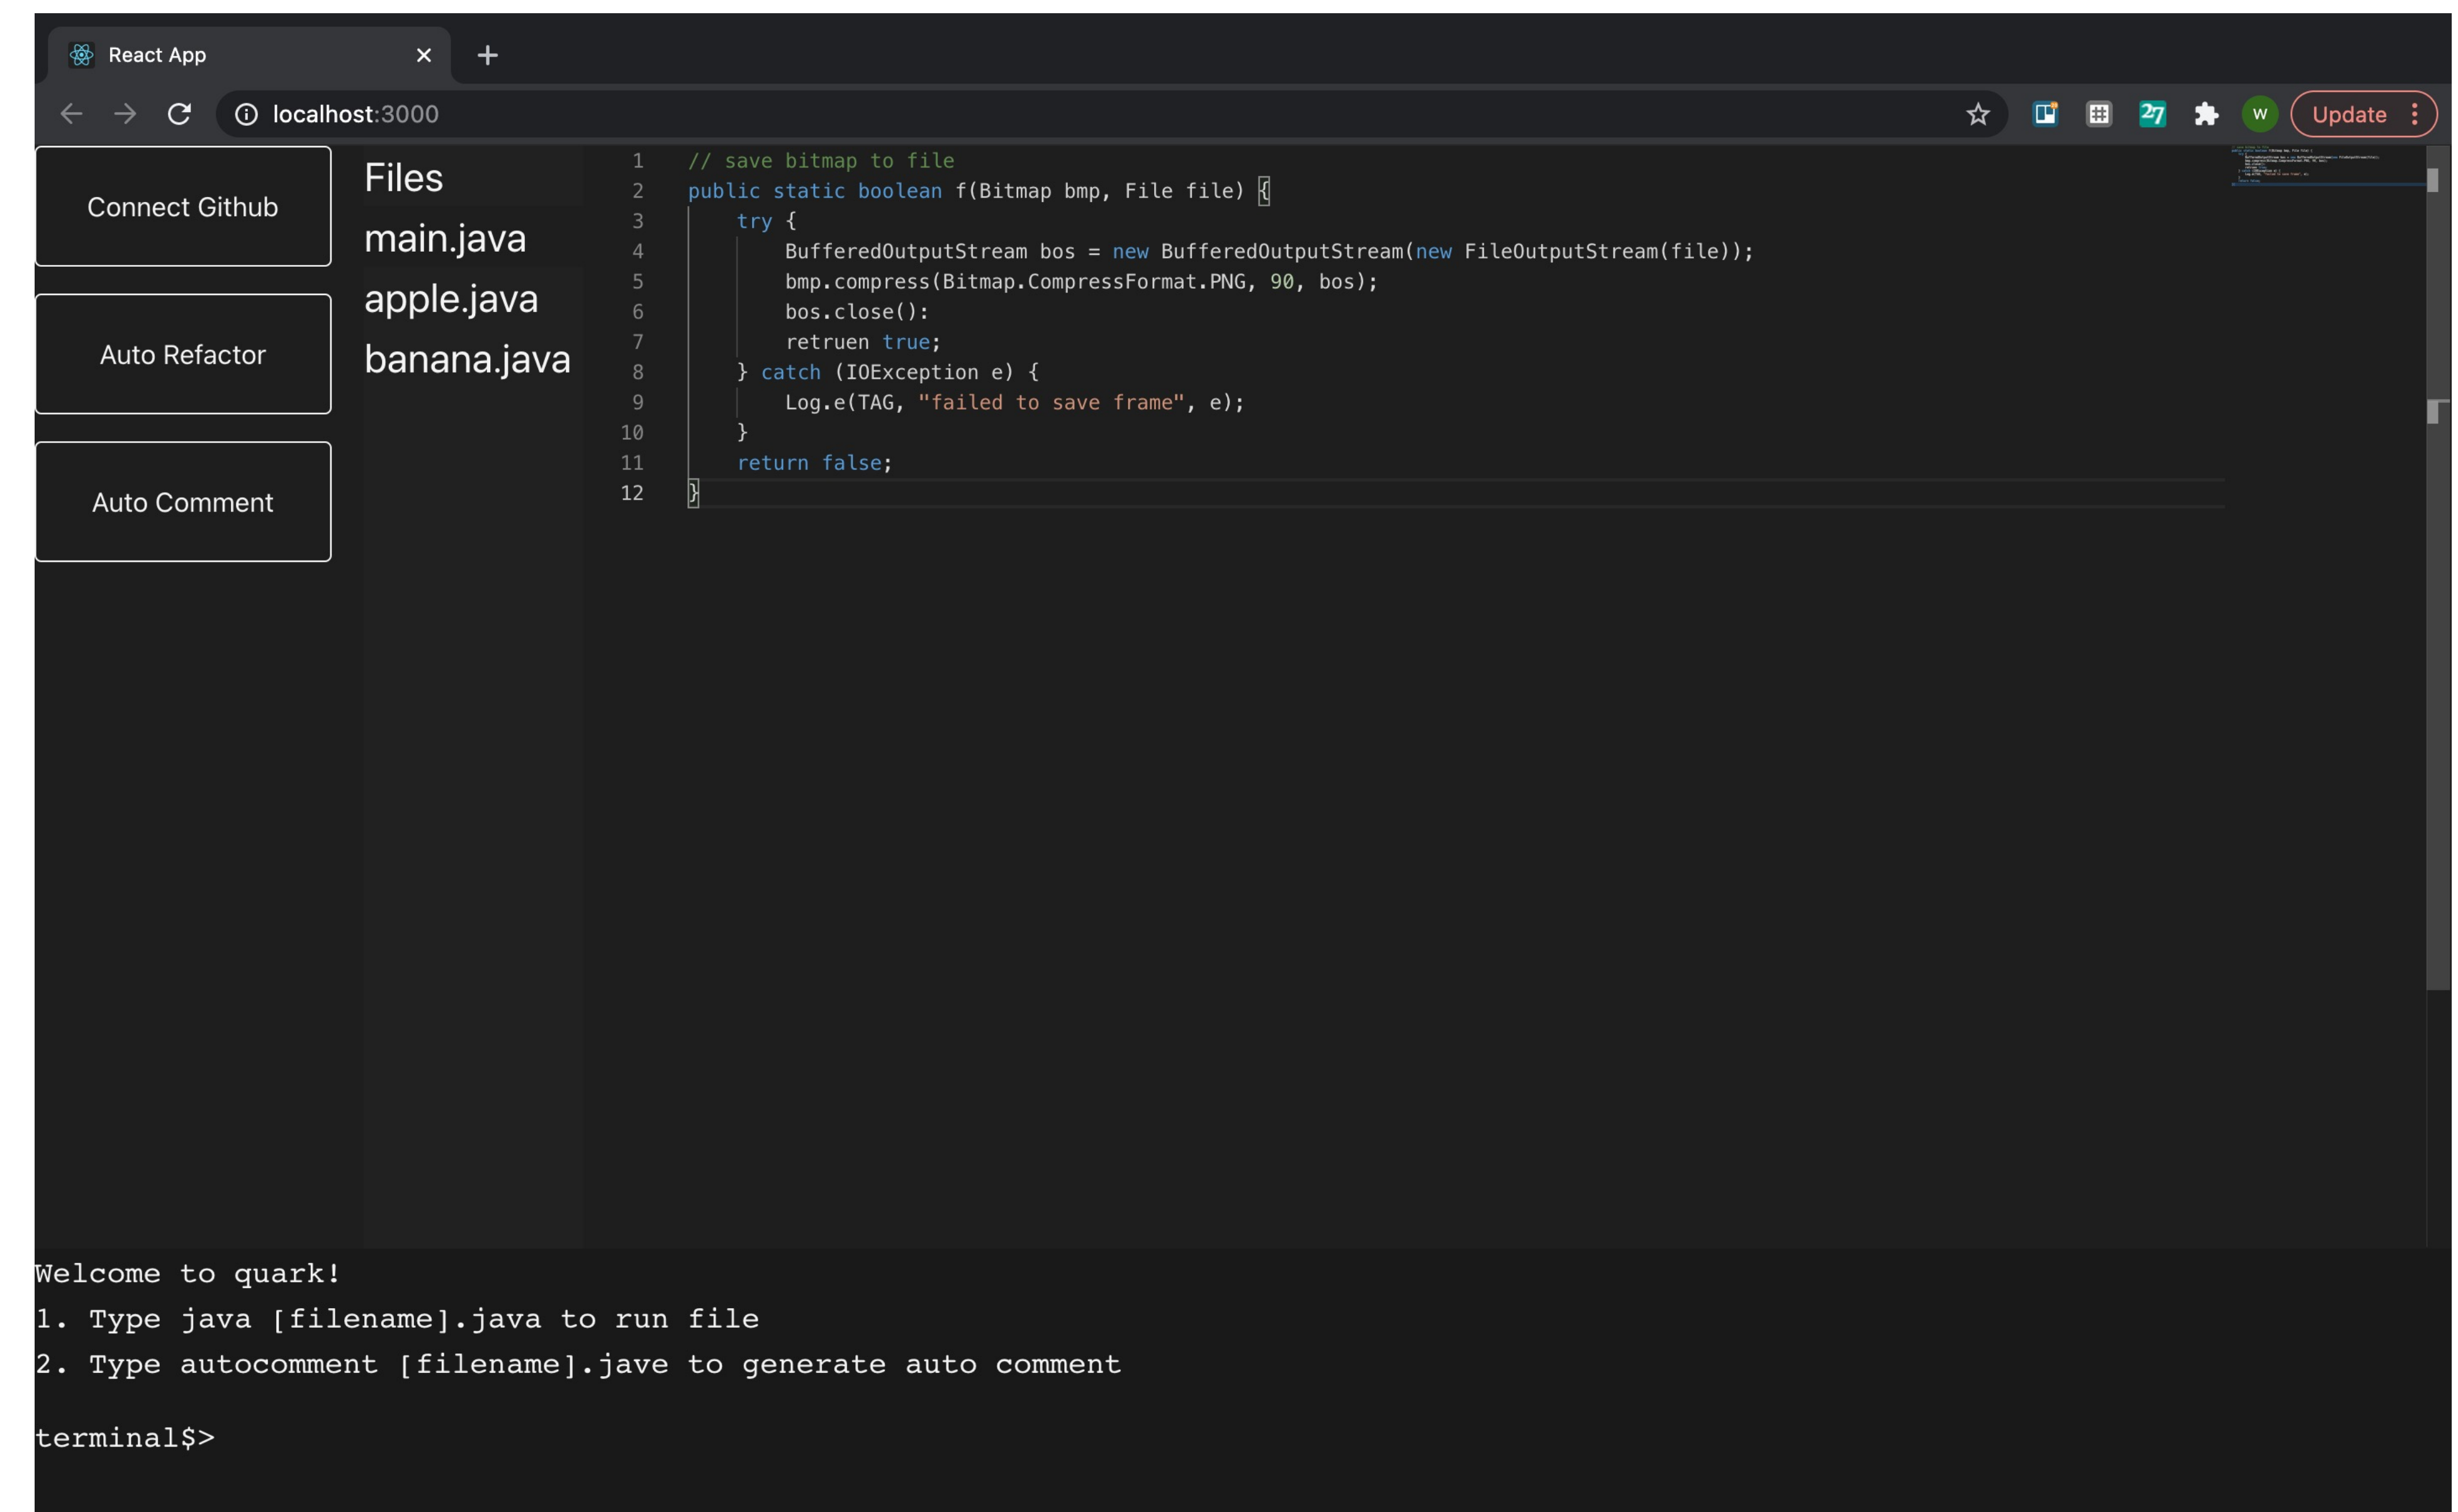 React App
localhost:3000
27
W
Update
Connect Github
Auto Refactor
Auto Comment
Files
main.java
apple.java
banana.java
1 // save bitmap to file
2 public static boolean f(Bitmap bmp, File file) {
3 try {
4 BufferedOutputStream bos = new BufferedOutputStream(new FileOutputStream(file));
5 bmp.compress(Bitmap.CompressFormat.PNG, 90, bos);
6 bos.close():
7 retruen true;
8 } catch (IOException e) {
9 Log.e(TAG, "failed to save frame", e);
10 }
11 return false;
12 }
Welcome to quark!
1. Type java [filename].java to run file
2. Type autocomment [filename].jave to generate auto comment
terminal$>